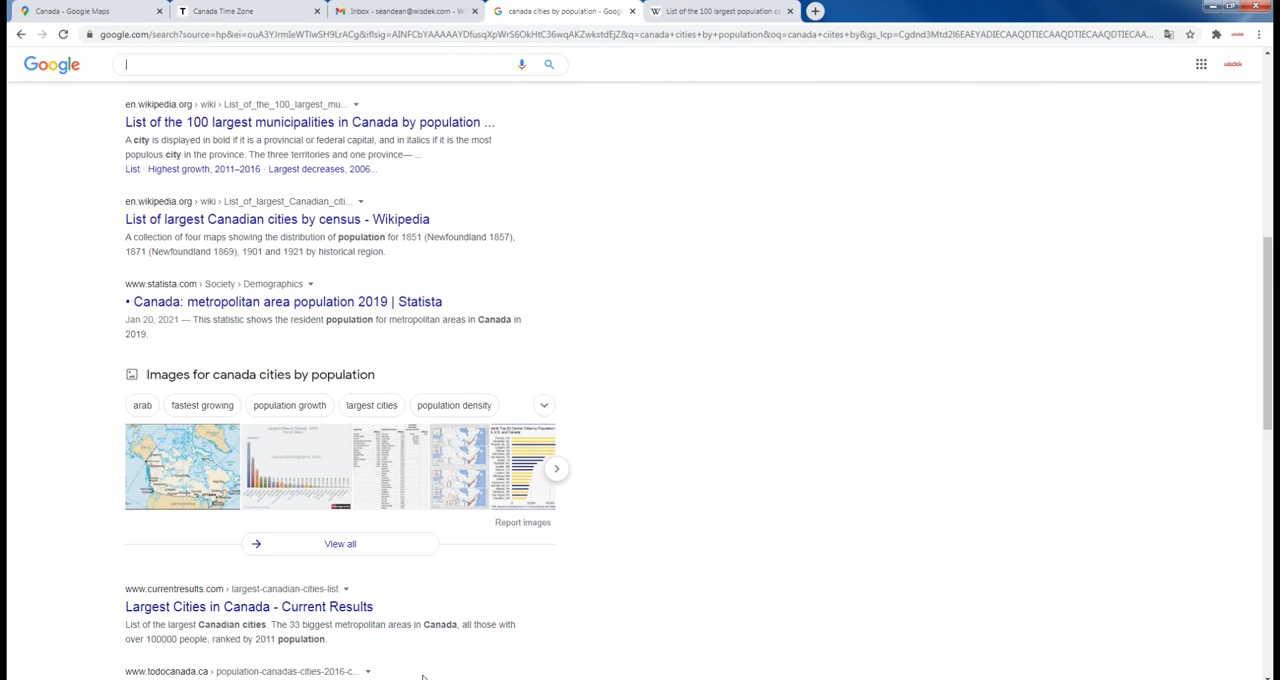 Canada - Google Maps
Canada Time Zone
Inbox - seandean@wisdek.com - W
canada cities by population - Goog
List of the 100 largest population c
Google
wisdek
en.wikipedia.org › wiki › List_of_the_100_largest_mu...
List of the 100 largest municipalities in Canada by population ...
A city is displayed in bold if it is a provincial or federal capital, and in italics if it is the most
populous city in the province. The three territories and one province— ...
List · Highest growth, 2011–2016 · Largest decreases, 2006...
en.wikipedia.org › wiki › List_of_largest_Canadian_citi...
List of largest Canadian cities by census - Wikipedia
A collection of four maps showing the distribution of population for 1851 (Newfoundland 1857),
1871 (Newfoundland 1869), 1901 and 1921 by historical region.
www.statista.com › Society › Demographics
• Canada: metropolitan area population 2019 | Statista
Jan 20, 2021 — This statistic shows the resident population for metropolitan areas in Canada in
2019.
Images for canada cities by population
arab
fastest growing
population growth
largest cities
population density
Report images
View all
www.currentresults.com › largest-canadian-cities-list
Largest Cities in Canada - Current Results
List of the largest Canadian cities. The 33 biggest metropolitan areas in Canada, all those with
over 100000 people, ranked by 2011 population.
www.todocanada.ca › population-canadas-cities-2016-c...